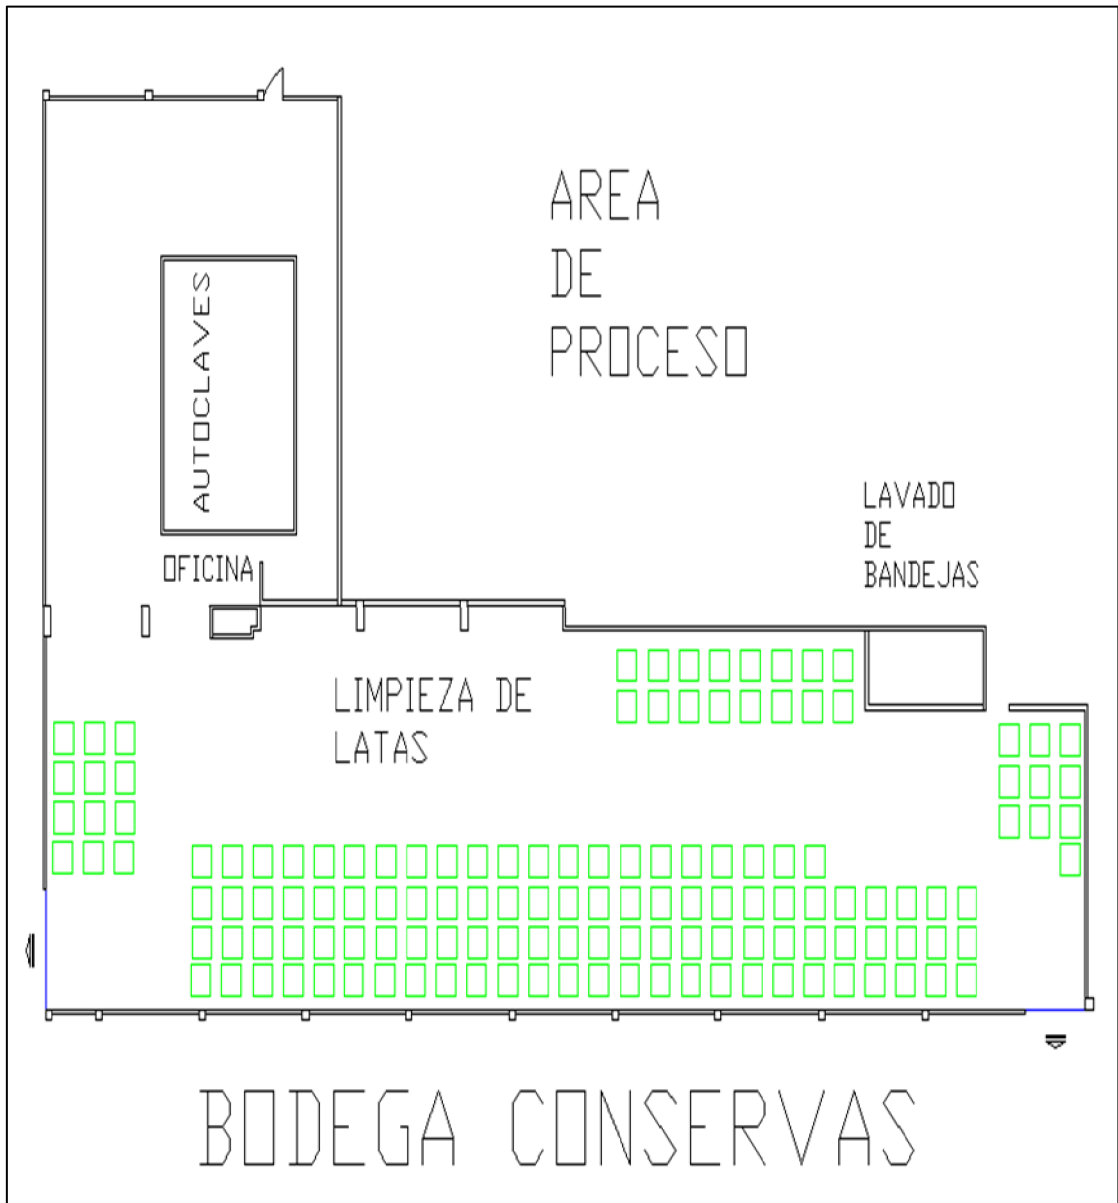 AREA
DE
PROCESO
AUTOCLAVES
LAVADO
DE
BANDEJAS
OFICINA
LIMPIEZA DE
LATAS
BODEGA CONSERVAS